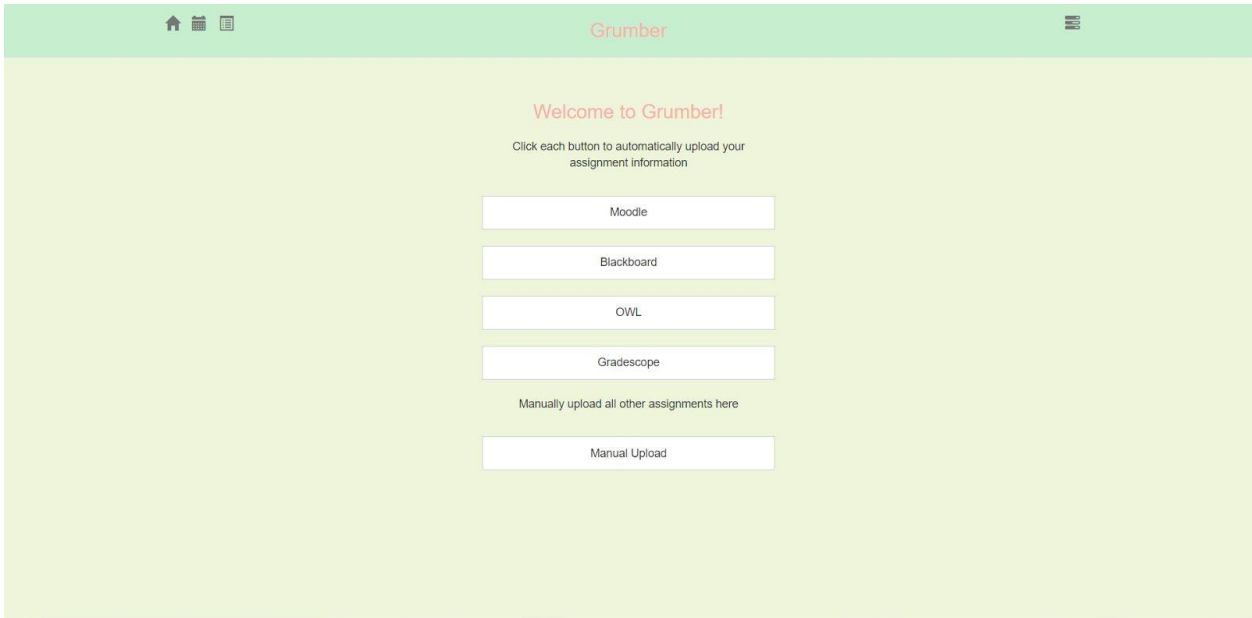 Grumber
Welcome to Grumber!
Click each button to automatically upload your
assignment information
Moodle
Blackboard
OWL
Gradescope
Manually upload all other assignments here
Manual Upload